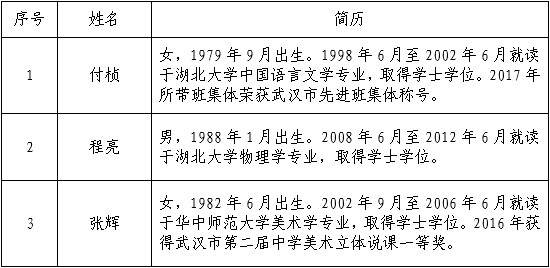 序号 姓名 简历
女，1979年9月出生。1998年6月至2002年6月就读
1 付桢 于湖北大学中国语言文学专业，取得学士学位。2017年
所带班集体荣获武汉市先进班集体称号。
男，1988年1月出生。2008年6月至2012年6月就读
2 程亮 于湖北大学物理学专业，取得学士学位。
女，1982年6月出生。2002年9月至2006年6月就读
3 张辉 于华中师范大学美术学专业，取得学士学位。2016年获
得武汉市第二届中学美术立体说课一等奖。